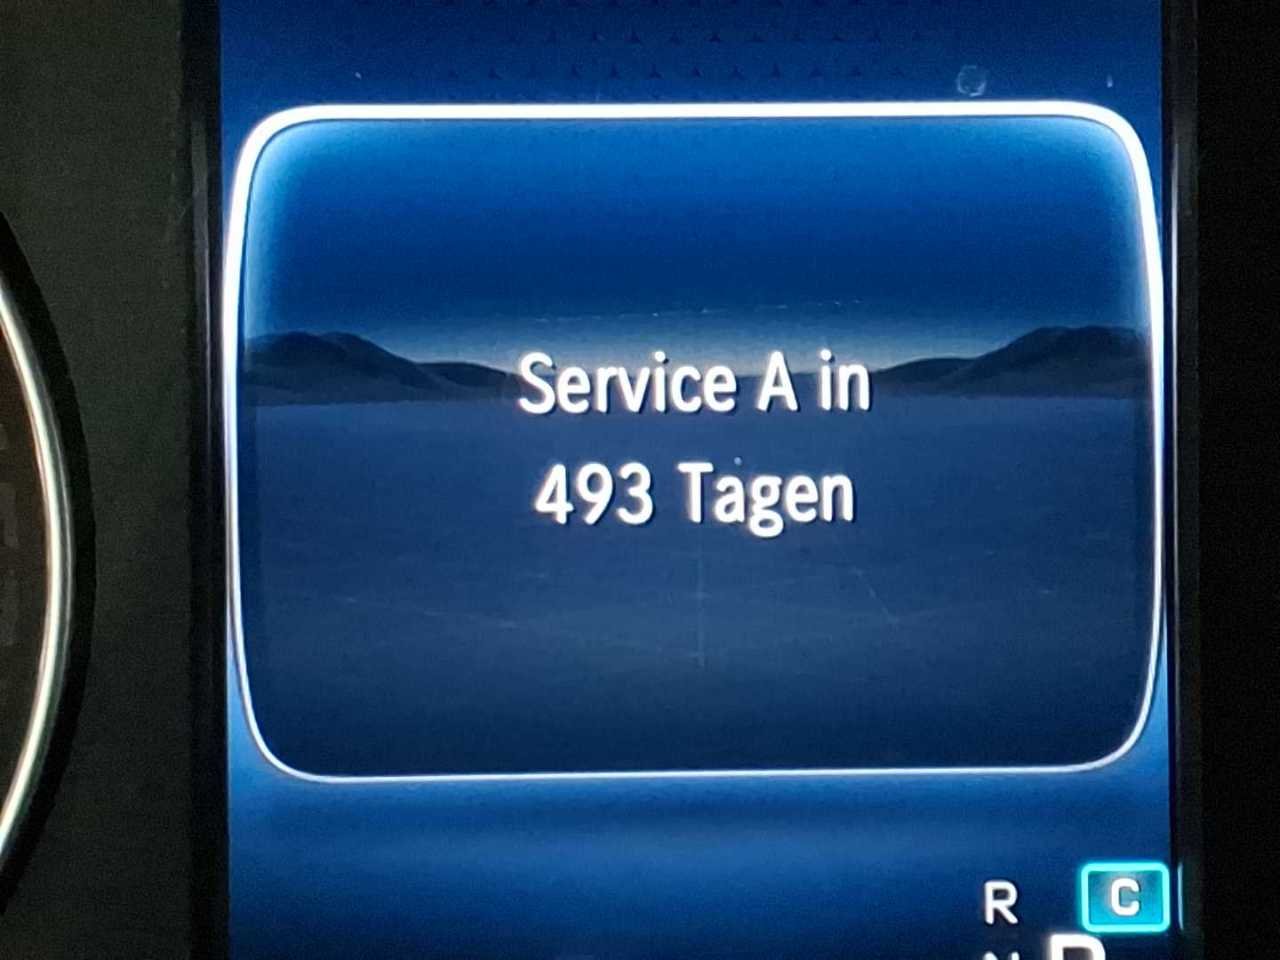 Service A in
493 Tagen
R
C